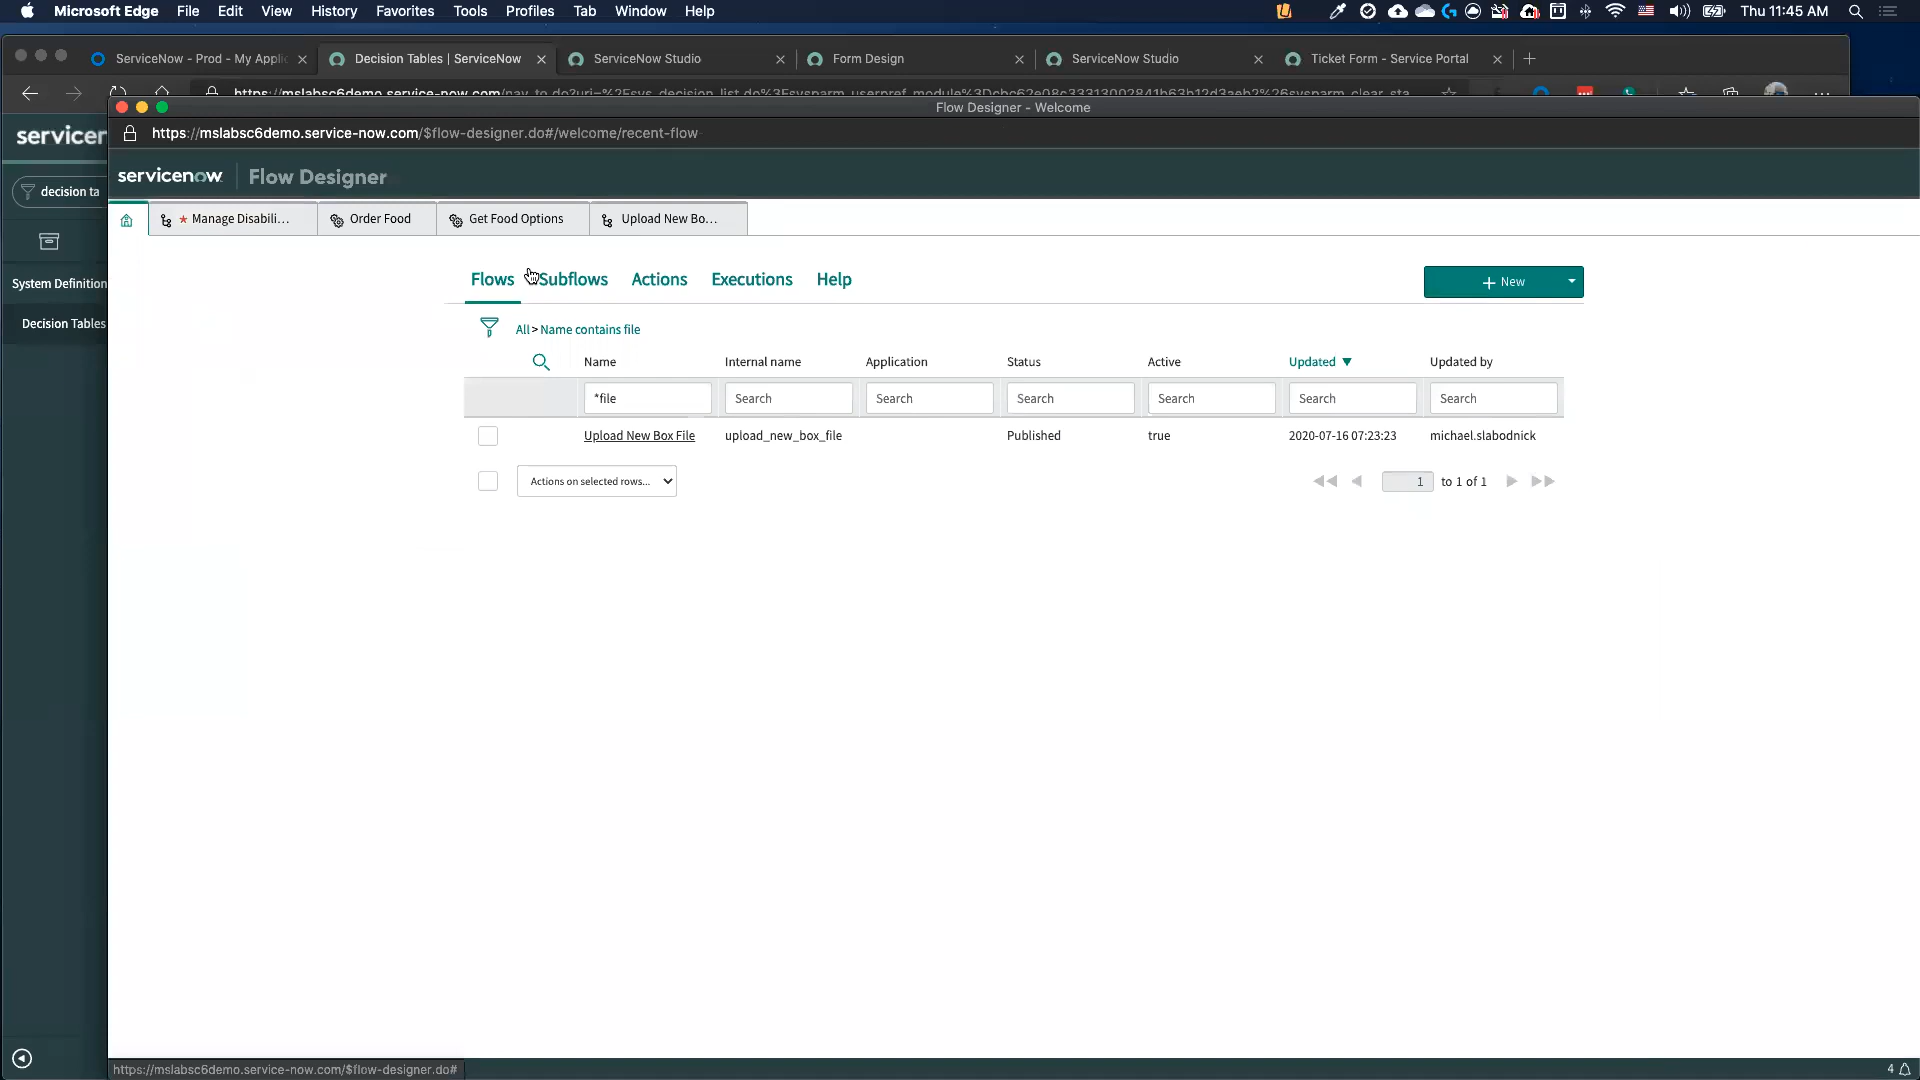 Microsoft Edge File Edit View History Favorites Tools Profiles Tab Window Help Thu 11:45 AM
ServiceNow - Prod - My Applic Decision Tables | ServiceNow ServiceNow Studio Form Design ServiceNow Studio Ticket Form - Service Portal
Flow Designer - Welcome
https://mslabsc6demo.service-now.com/$flow-designer.do#/welcome/recent-flow
servicenow Flow Designer
decision ta
System Definition
Decision Tables
* Manage Disabili... Order Food Get Food Options Upload New Bo...
Flows Subflows Actions Executions Help
New
All > Name contains file
Name Internal name Application Status Active Updated ▼ Updated by
*file Search Search Search Search Search Search
Upload New Box File upload_new_box_file Published true 2020-07-16 07:23:23 michael.slabodnick
Actions on selected rows... 1 to 1 of 1
https://mslabsc6demo.service-now.com/$flow-designer.do#
4